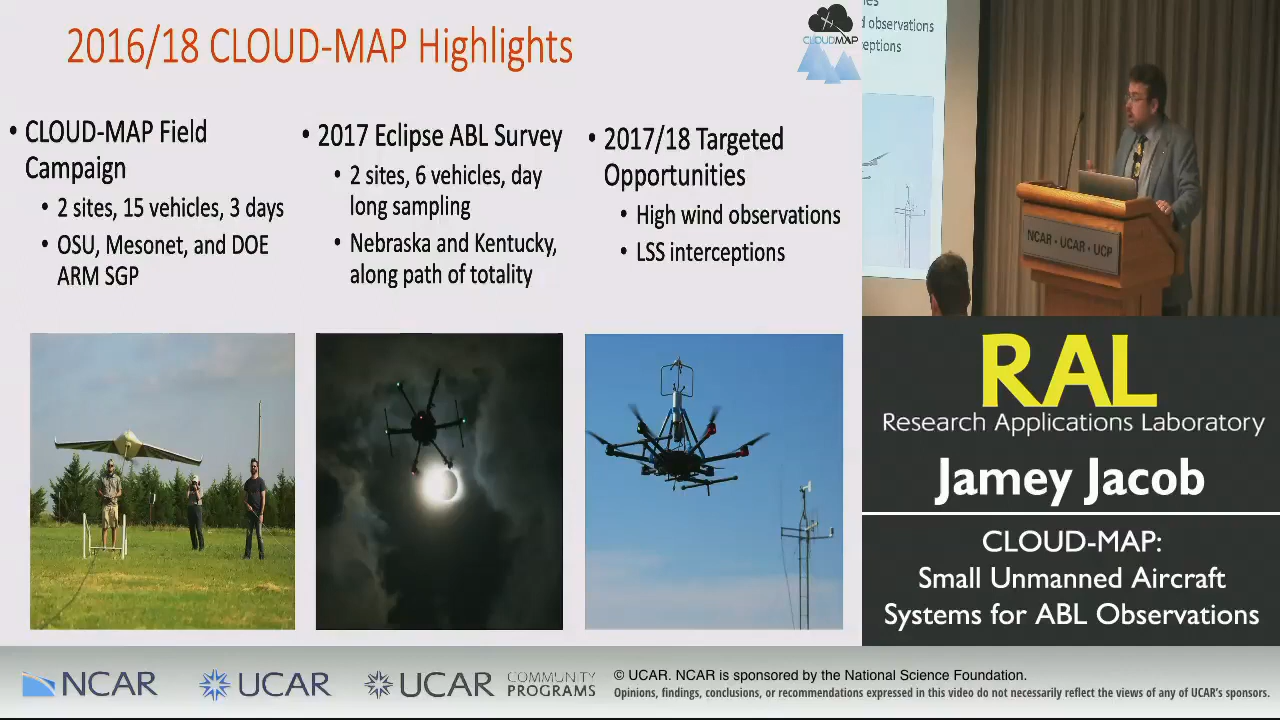 2016/18 CLOUD-MAP Highlights
CLOUDMAP
• CLOUD-MAP Field
Campaign
• 2 sites, 15 vehicles, 3 days
• OSU, Mesonet, and DOE
ARM SGP
• 2017 Eclipse ABL Survey
• 2 sites, 6 vehicles, day
long sampling
• Nebraska and Kentucky,
along path of totality
• 2017/18 Targeted
Opportunities
• High wind observations
• LSS interceptions
observations
NCAR • UCAR • UCP
RAL
Research Applications Laboratory
Jamey Jacob
CLOUD-MAP:
Small Unmanned Aircraft
Systems for ABL Observations
NCAR
UCAR
UCAR
COMMUNITY
PROGRAMS
© UCAR. NCAR is sponsored by the National Science Foundation.
Opinions, findings, conclusions, or recommendations expressed in this video do not necessarily reflect the views of any of UCAR's sponsors.